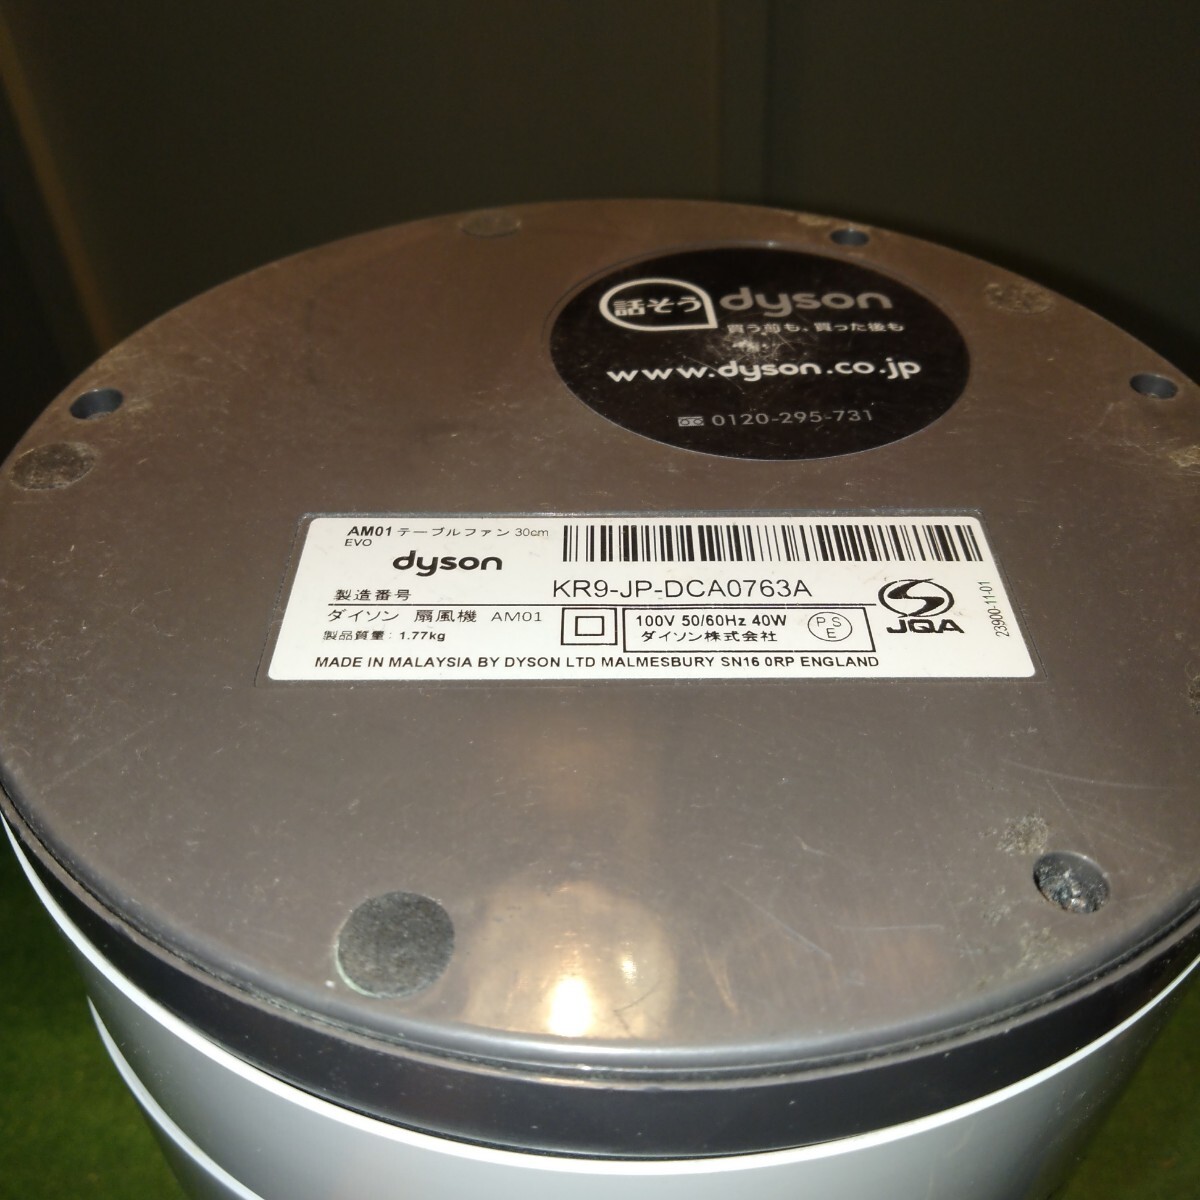 話そう dyson
買う前も、買った後も
www.dyson.co.jp
0120-295-731
AM01 テーブルファン 30cm
EVO
dyson
製造番号 KR9-JP-DCA0763A
ダイソン 扇風機 AM01
製品質量: 1.77kg
100V 50/60Hz 40W
ダイソン株式会社
PSE
JQA
23900-11-01
MADE IN MALAYSIA BY DYSON LTD MALMESBURY SN16 0RP ENGLAND